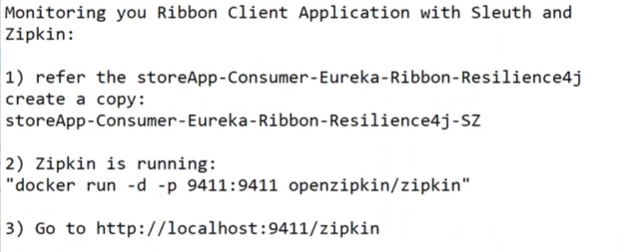 Monitoring you Ribbon Client Application with Sleuth and
Zipkin:
1) refer the storeApp-Consumer-Eureka-Ribbon-Resilience4j
create a copy:
storeApp-Consumer-Eureka-Ribbon-Resilience4j-SZ
2) Zipkin is running:
"docker run -d -p 9411:9411 openzipkin/zipkin"
3) Go to http://localhost:9411/zipkin